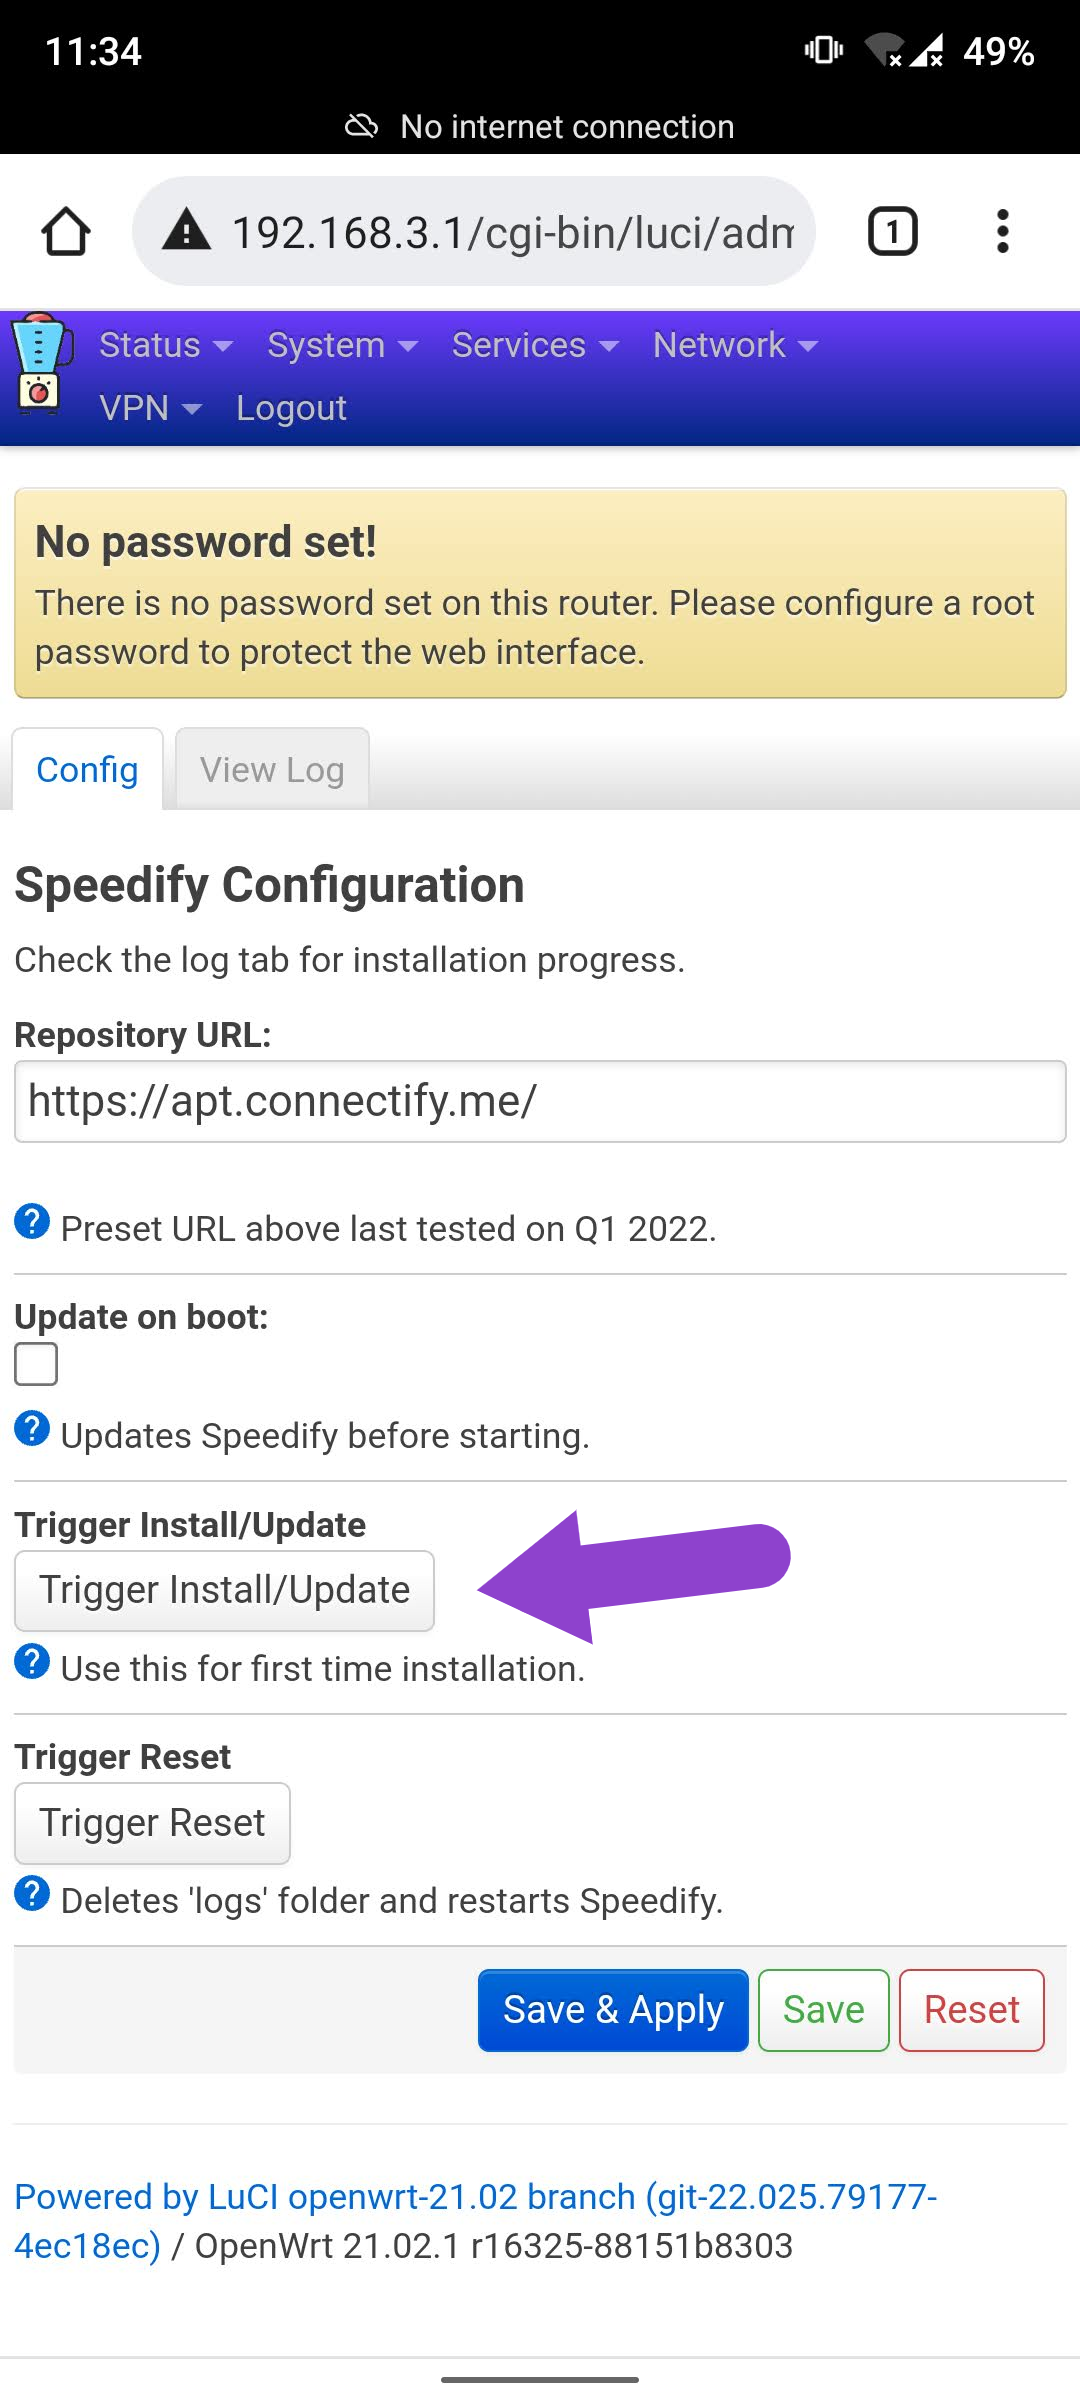 11:34
49%
No internet connection
192.168.3.1/cgi-bin/luci/adm
1
Status System Services Network
VPN Logout
No password set!
There is no password set on this router. Please configure a root
password to protect the web interface.
Config View Log
Speedify Configuration
Check the log tab for installation progress.
Repository URL:
https://apt.connectify.me/
? Preset URL above last tested on Q1 2022.
Update on boot:
? Updates Speedify before starting.
Trigger Install/Update
Trigger Install/Update
? Use this for first time installation.
Trigger Reset
Trigger Reset
? Deletes 'logs' folder and restarts Speedify.
Save & Apply Save Reset
Powered by LuCI openwrt-21.02 branch (git-22.025.79177-
4ec18ec) / OpenWrt 21.02.1 r16325-88151b8303